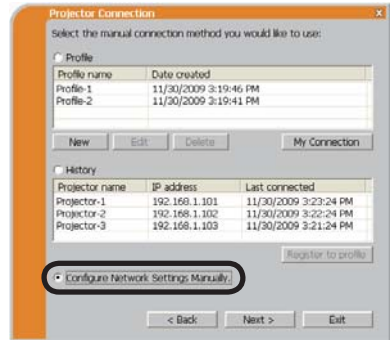 Projector Connection
Select the manual connection method you would like to use:
Profile
Profile name Date created
Profile-1 11/30/2009 3:19:46 PM
Profile-2 11/30/2009 3:19:41 PM
New Edit Delete My Connection
History
Projector name IP address Last connected
Projector-1 192.168.1.101 11/30/2009 3:23:24 PM
Projector-2 192.168.1.102 11/30/2009 3:22:24 PM
Projector-3 192.168.1.103 11/30/2009 3:21:24 PM
Register to profile
Configure Network Settings Manually.
< Back Next > Exit